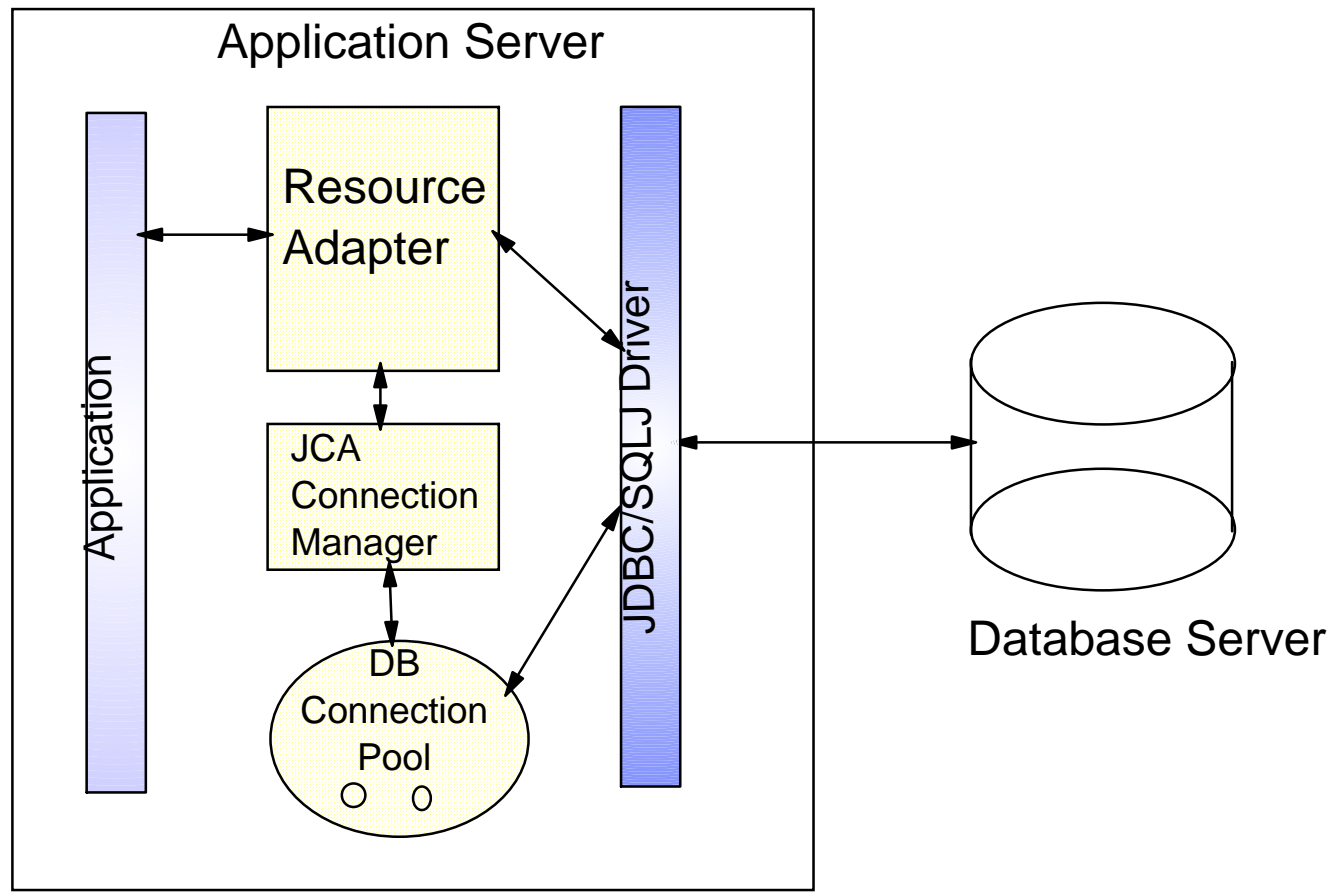 Application Server
Application
Resource
Adapter
JCA
Connection
Manager
DB
Connection
Pool
JDBC/SQLJ Driver
Database Server